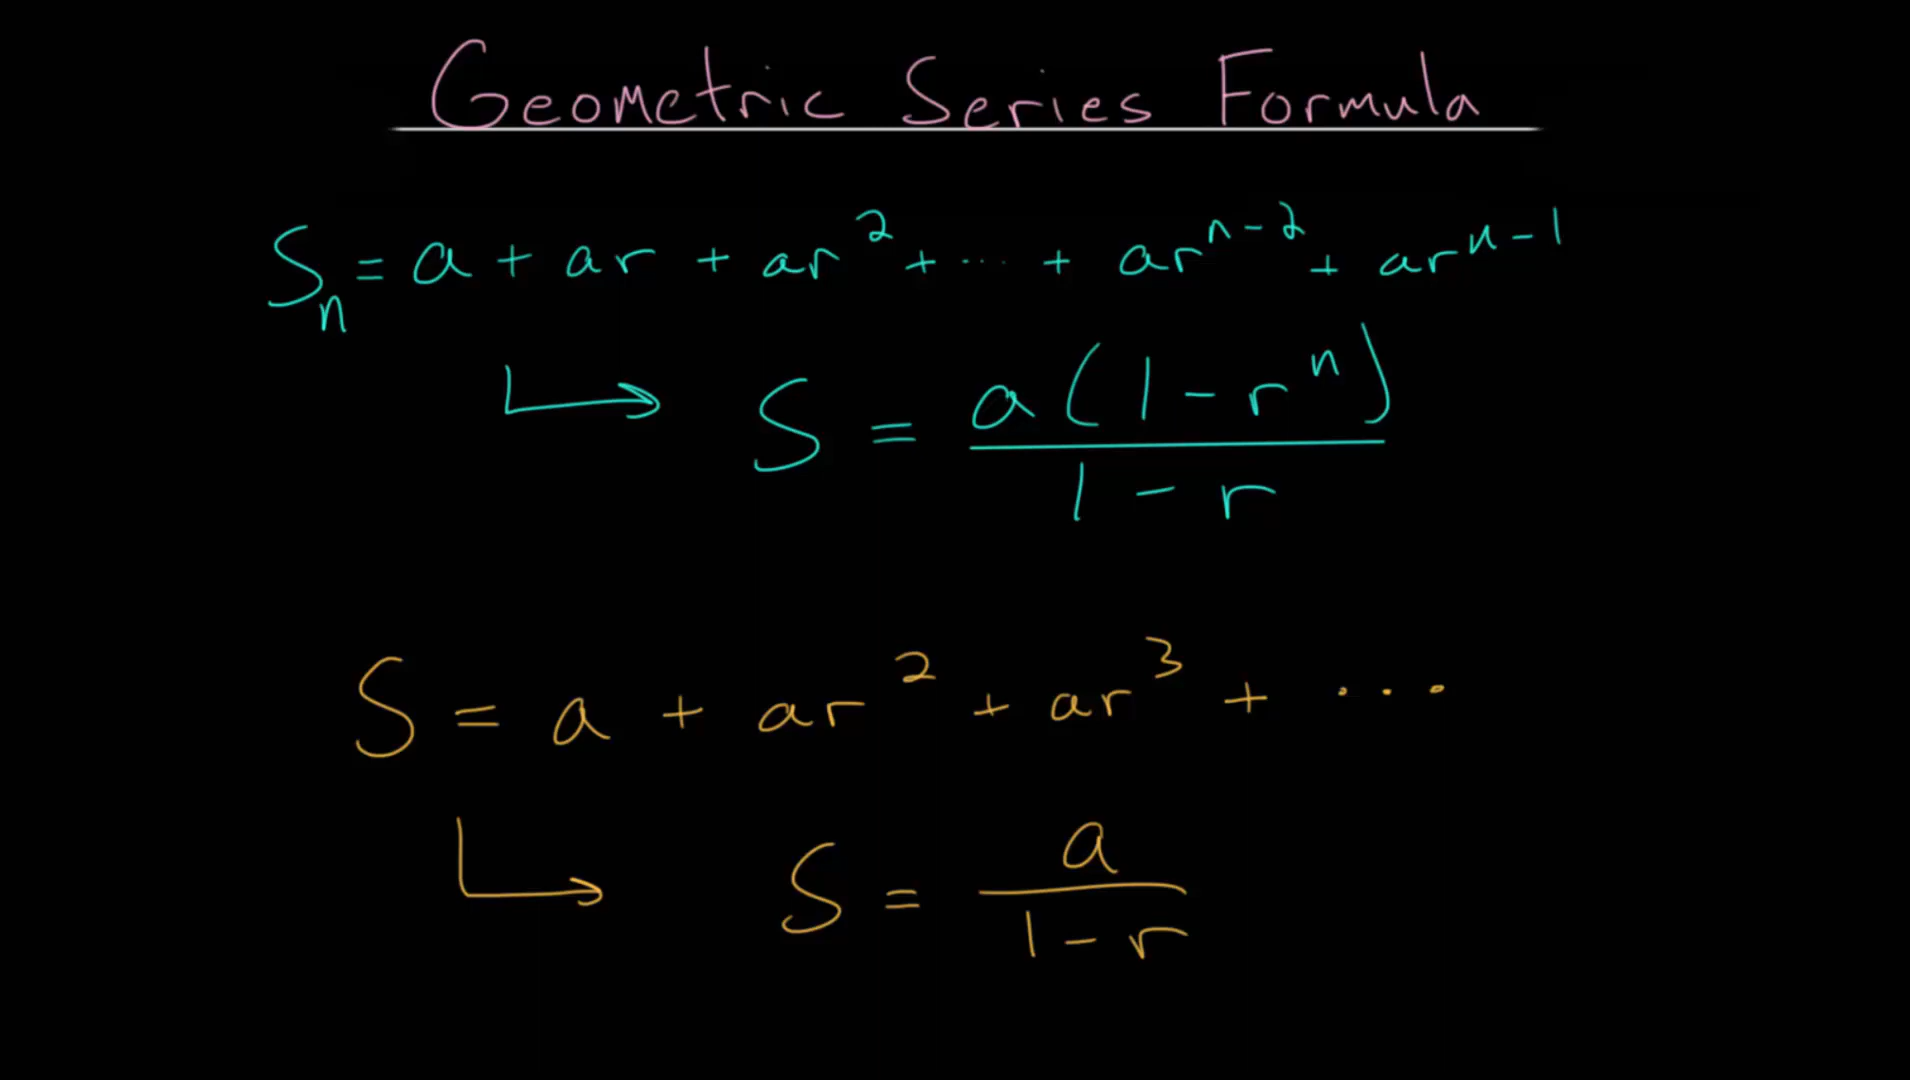 Geometric Series Formula
Sₙ = a + ar + ar² + ... + arⁿ⁻² + arⁿ⁻¹
S = a(1 - rⁿ) / 1 - r
S = a + ar² + ar³ + ...
S = a / 1 - r